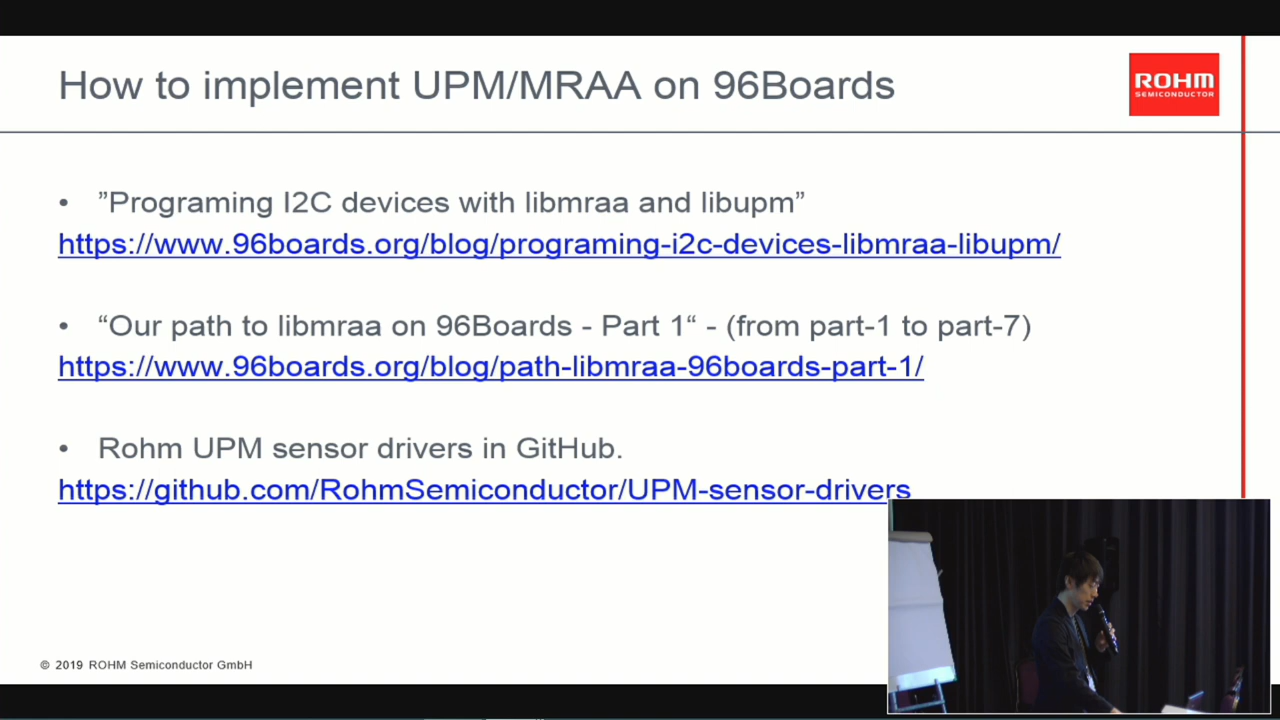 How to implement UPM/MRAA on 96Boards
ROHM
SEMICONDUCTOR
• ”Programing I2C devices with libmraa and libupm”
https://www.96boards.org/blog/programing-i2c-devices-libmraa-libupm/
• “Our path to libmraa on 96Boards - Part 1“ - (from part-1 to part-7)
https://www.96boards.org/blog/path-libmraa-96boards-part-1/
• Rohm UPM sensor drivers in GitHub.
https://github.com/RohmSemiconductor/UPM-sensor-drivers
© 2019 ROHM Semiconductor GmbH